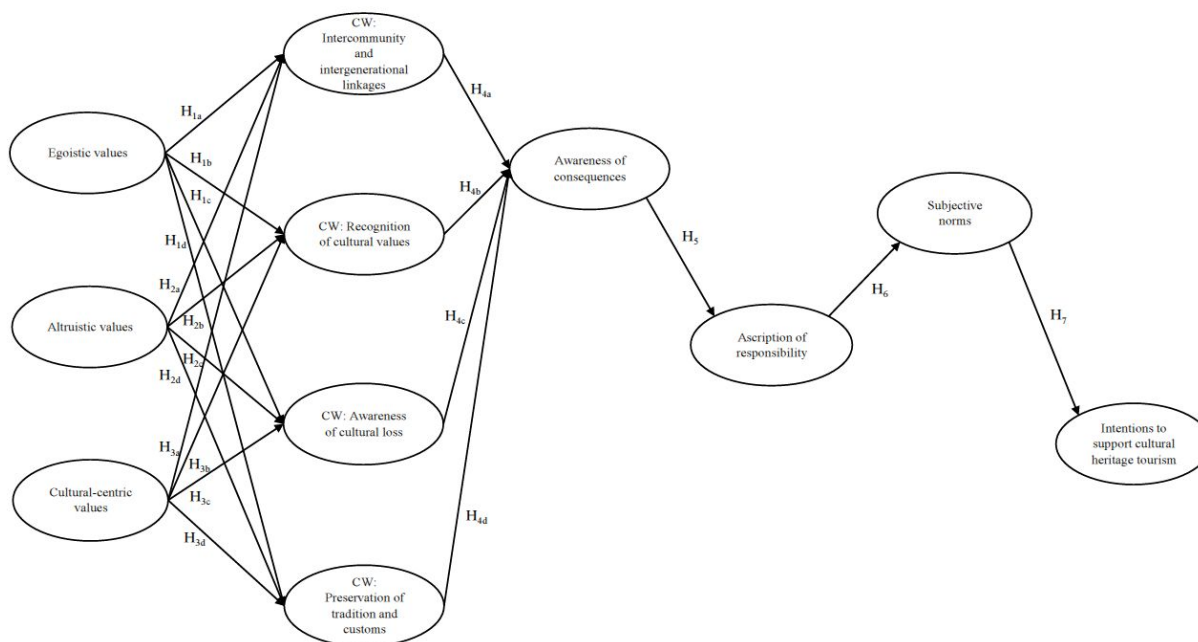 CW:
Intercommunity
and
intergenerational
linkages
H1a
H4a
Egoistic values
H1b
Awareness of
consequences
H4b
H1c
Subjective
norms
CW: Recognition
of cultural values
H1d
H5
H2a
H6
Altruistic values
H2b
H4c
H7
H2c
Ascription of
responsibility
H2d
CW: Awareness
of cultural loss
Intentions to
support cultural
heritage tourism
H3a
H3b
Cultural-centric
values
H3c
H4d
H3d
CW:
Preservation of
tradition and
customs